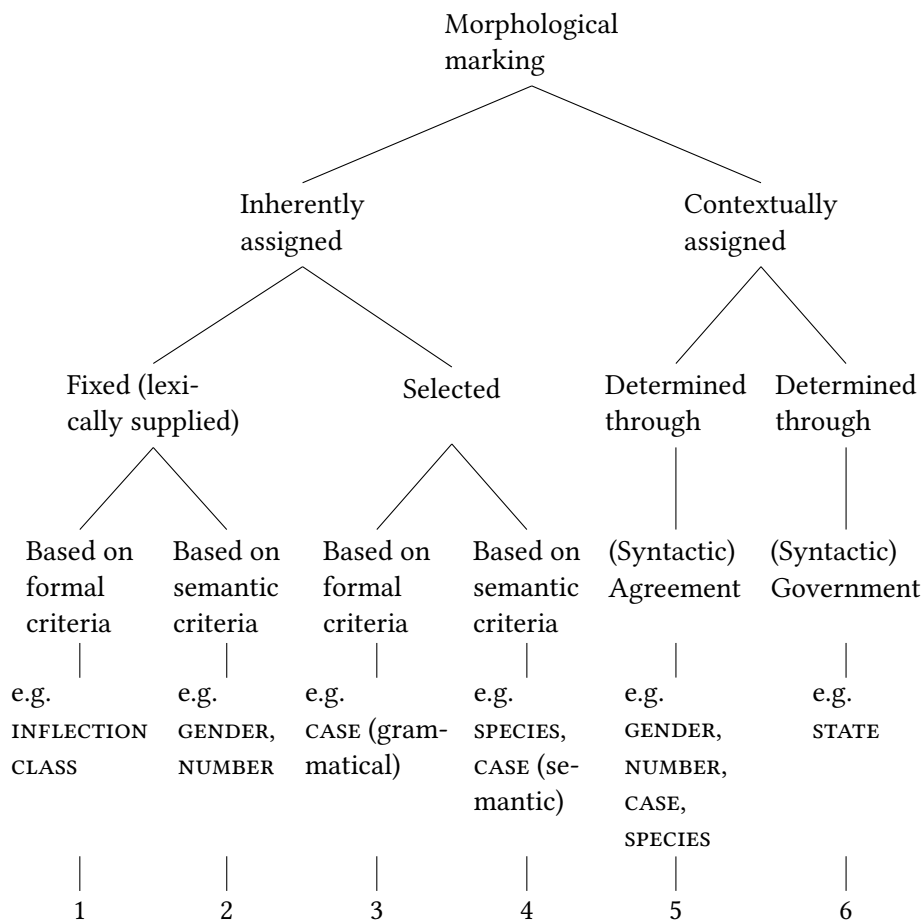 Morphological
marking
Inherently
assigned
Contextually
assigned
Fixed (lexi-
cally supplied)
Selected
Determined
through
Determined
through
Based on
formal
criteria
Based on
semantic
criteria
Based on
formal
criteria
Based on
semantic
criteria
(Syntactic)
Agreement
(Syntactic)
Government
e.g.
INFLECTION
CLASS
e.g.
GENDER,
NUMBER
e.g.
CASE (gram-
matical)
e.g.
SPECIES,
CASE (se-
mantic)
e.g.
GENDER,
NUMBER,
CASE,
SPECIES
e.g.
STATE
1
2
3
4
5
6